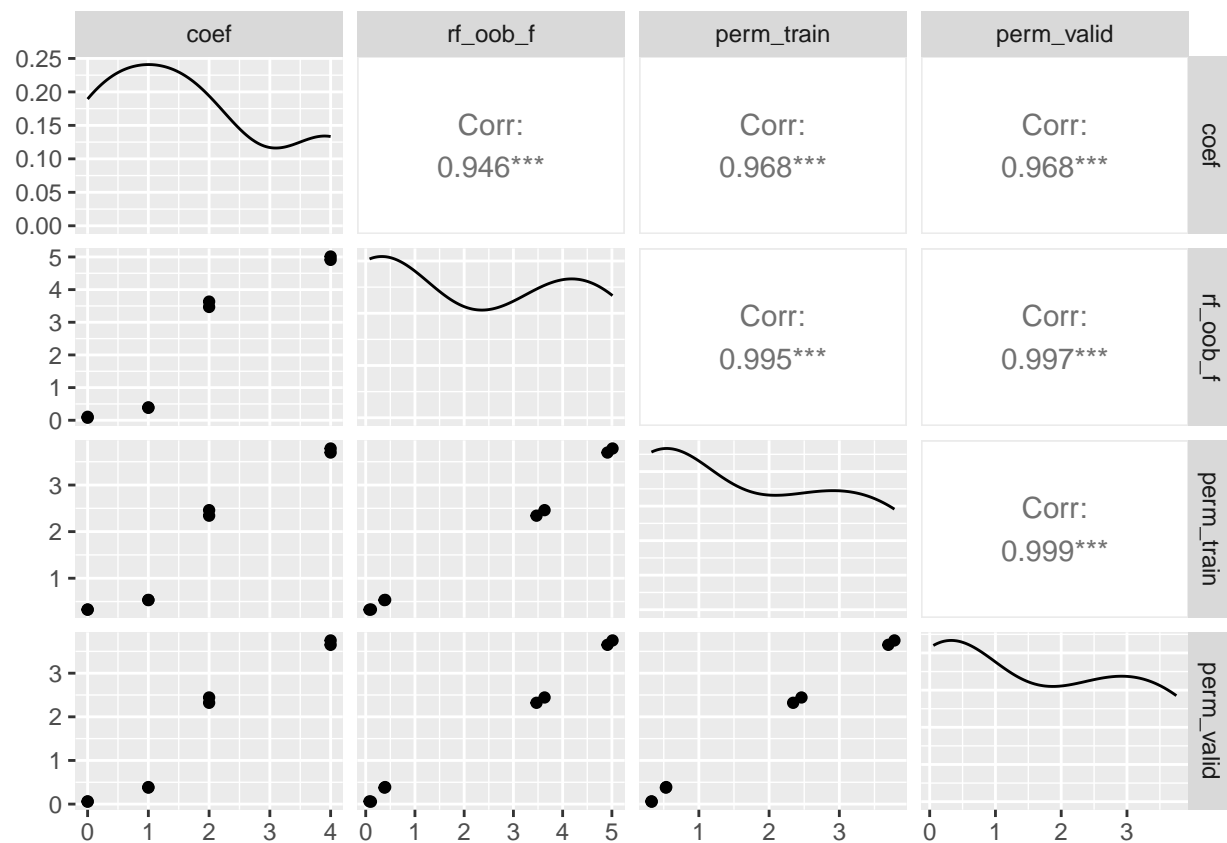 coef rf_oob_f perm_train perm_valid
0.25
0.20
0.15
0.10
0.05
0.00
Corr:
0.946***
Corr:
0.968***
Corr:
0.968***
coef
5
4
3
2
1
0
Corr:
0.995***
Corr:
0.997***
rf_oob_f
3
2
1
Corr:
0.999***
perm_train
3
2
1
0
perm_valid
0 1 2 3 4 0 1 2 3 4 5 1 2 3 0 1 2 3